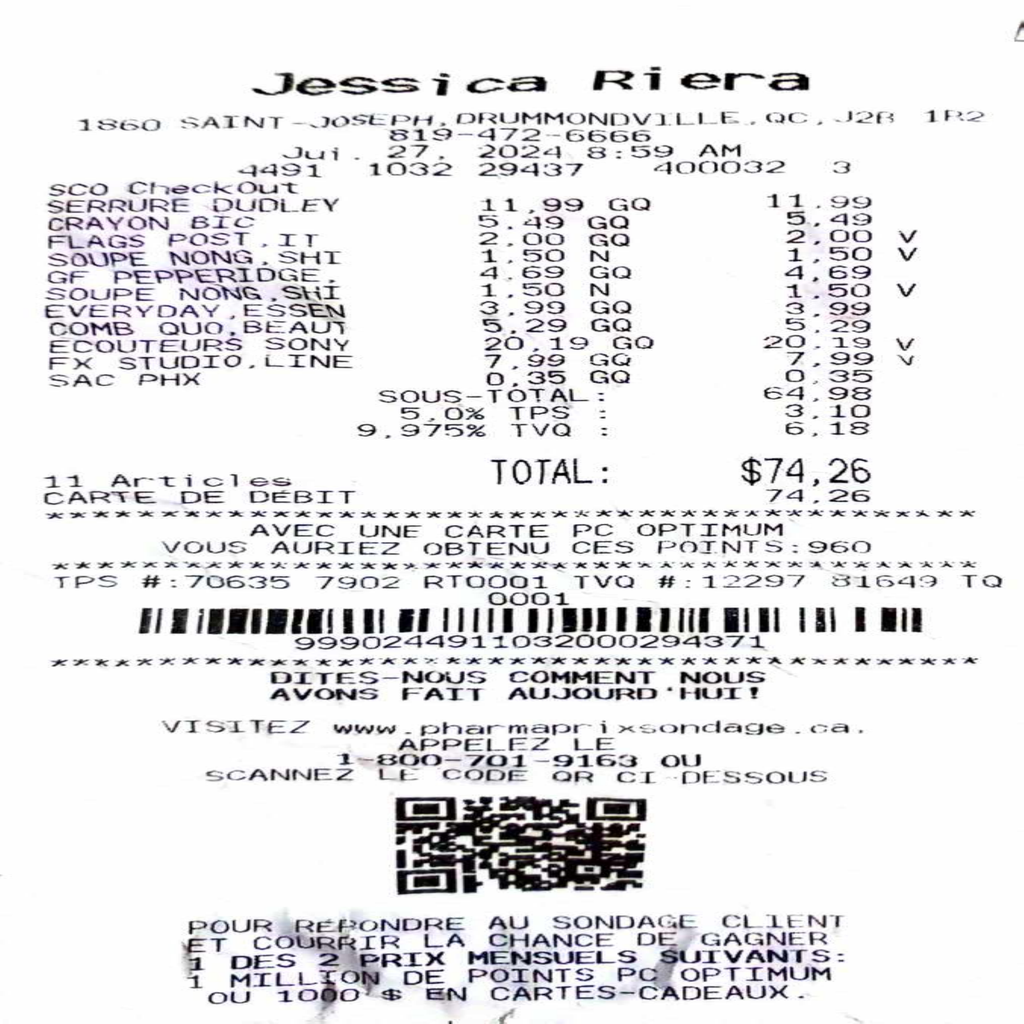 Jessica Riera
1860 SAINT-JOSEPH,DRUMMONDVILLE,QC,J2B 1R2
819-472-6666
Jui. 27, 2024 8:59 AM
4491 1032 29437 400032 3
SCO CheckOut
SERRURE DUDLEY 11,99 GQ 11,99
CRAYON BIC 5,49 GQ 5,49
FLAGS POST,IT 2,00 GQ 2,00 V
SOUPE NONG,SHI 1,50 N 1,50 V
GF PEPPERIDGE, 4,69 GQ 4,69
SOUPE NONG,SHI 1,50 N 1,50 V
EVERYDAY,ESSEN 3,99 GQ 3,99
COMB QUO,BEAUT 5,29 GQ 5,29
ECOUTEURS SONY 20,19 GQ 20,19 V
FX STUDIO,LINE 7,99 GQ 7,99 V
SAC PHX 0,35 GQ 0,35
SOUS-TOTAL: 64,98
5,0% TPS : 3,10
9,975% TVQ : 6,18
TOTAL: $74,26
11 Articles
CARTE DE DÉBIT 74,26
****************************************
AVEC UNE CARTE PC OPTIMUM
VOUS AURIEZ OBTENU CES POINTS:960
****************************************
TPS #:70635 7902 RT0001 TVQ #:12297 81649 TQ
0001
9990244911032000294371
****************************************
DITES-NOUS COMMENT NOUS
AVONS FAIT AUJOURD'HUI!
VISITEZ www.pharmaprixsondage.ca.
APPELEZ LE
1-800-701-9163 OU
SCANNEZ LE CODE QR CI-DESSOUS
POUR RÉPONDRE AU SONDAGE CLIENT
ET COURRIR LA CHANCE DE GAGNER
1 DES 2 PRIX MENSUELS SUIVANTS:
1 MILLION DE POINTS PC OPTIMUM
OU 1000 $ EN CARTES-CADEAUX.